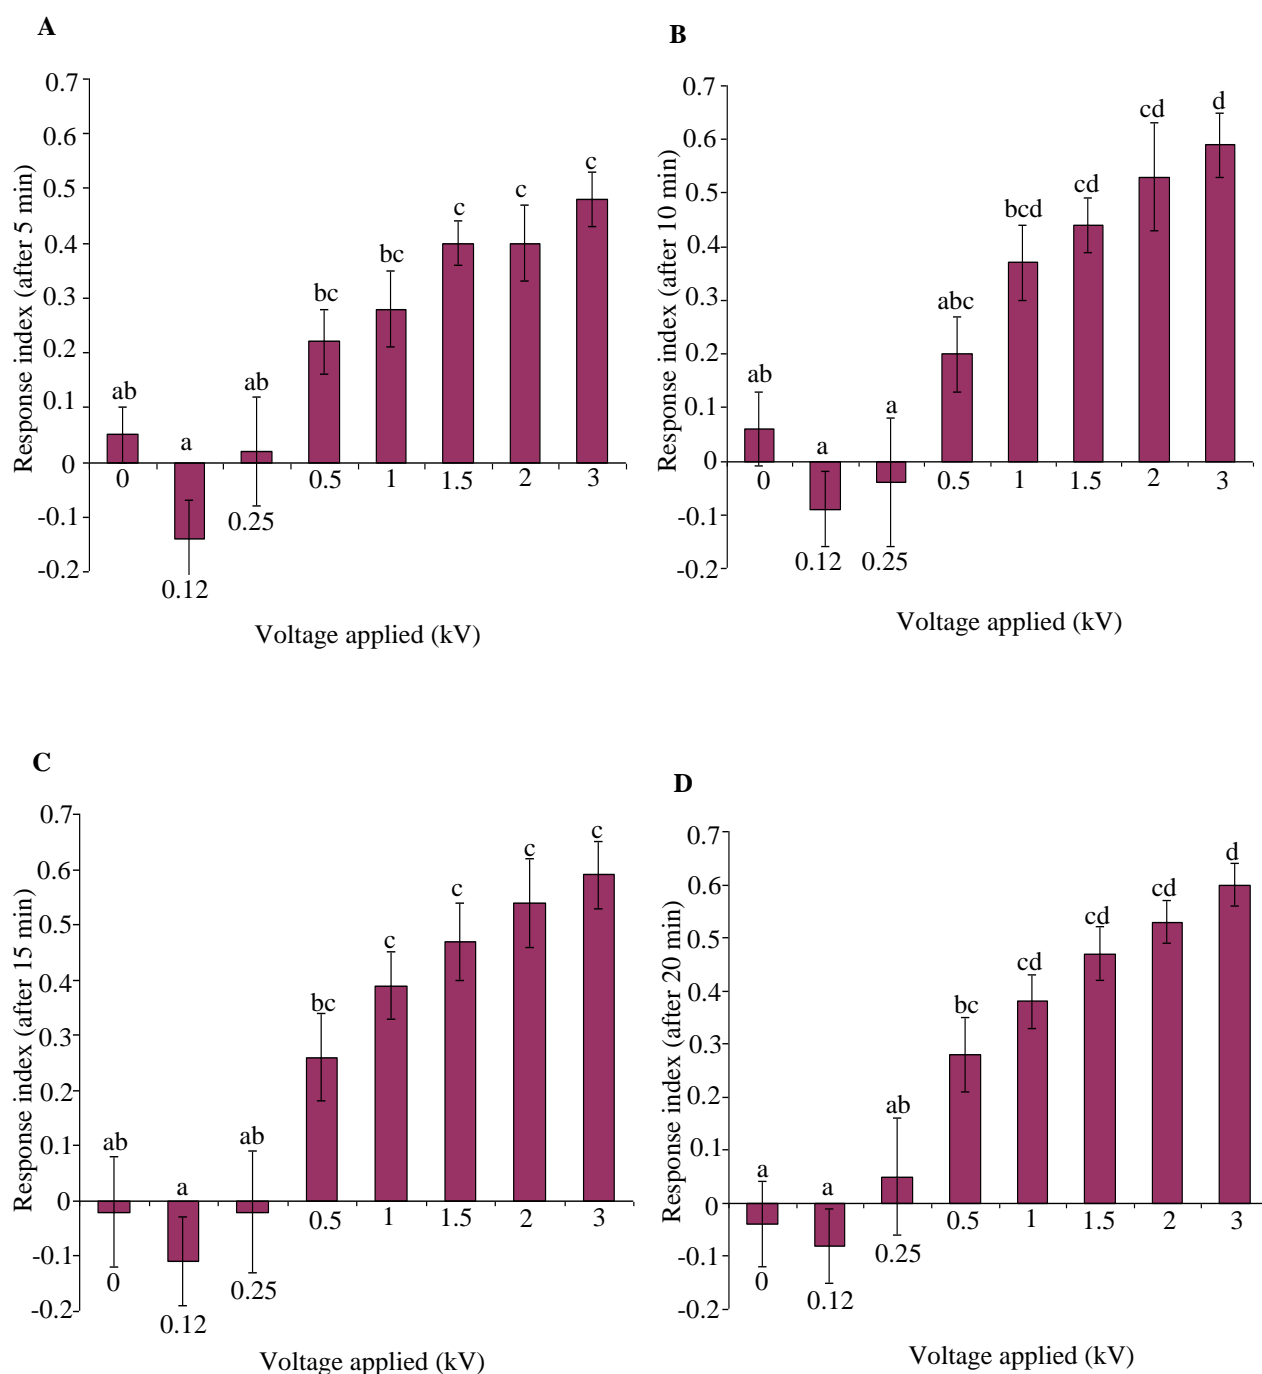 A
Response index (after 5 min)
0.7
0.6
0.5
0.4
0.3
0.2
0.1
0
-0.1
-0.2
ab
a
ab
bc
bc
c
c
c
0
0.12
0.25
0.5
1
1.5
2
3
Voltage applied (kV)
B
Response index (after 10 min)
0.7
0.6
0.5
0.4
0.3
0.2
0.1
0
-0.1
-0.2
ab
a
a
abc
bcd
cd
cd
d
0
0.12
0.25
0.5
1
1.5
2
3
Voltage applied (kV)
C
Response index (after 15 min)
0.7
0.6
0.5
0.4
0.3
0.2
0.1
0
-0.1
-0.2
ab
a
ab
bc
c
c
c
c
0
0.12
0.25
0.5
1
1.5
2
3
Voltage applied (kV)
D
Response index (after 20 min)
0.7
0.6
0.5
0.4
0.3
0.2
0.1
0
-0.1
-0.2
a
a
ab
bc
cd
cd
cd
d
0
0.12
0.25
0.5
1
1.5
2
3
Voltage applied (kV)